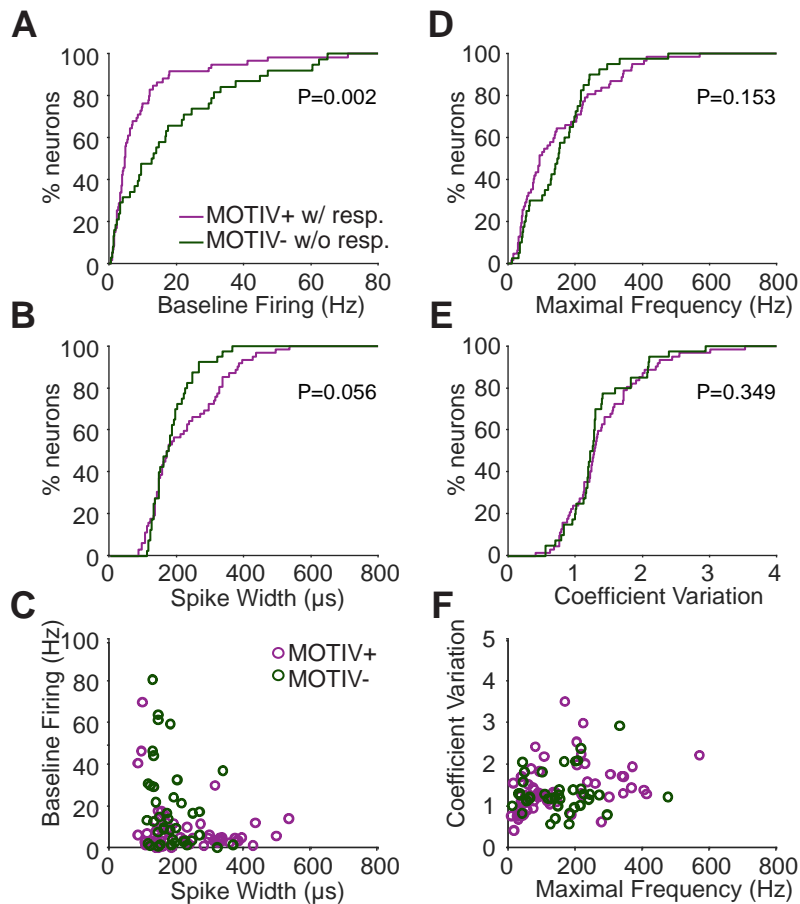 A
100
80
60
40
20
0
% neurons
P=0.002
MOTIV+ w/ resp.
MOTIV- w/o resp.
0 20 40 60 80
Baseline Firing (Hz)
D
100
80
60
40
20
0
% neurons
P=0.153
0 200 400 600 800
Maximal Frequency (Hz)
B
100
80
60
40
20
0
% neurons
P=0.056
0 200 400 600 800
Spike Width (µs)
E
100
80
60
40
20
0
% neurons
P=0.349
0 1 2 3 4
Coefficient Variation
C
100
80
60
40
20
0
Baseline Firing (Hz)
MOTIV+
MOTIV-
0 200 400 600 800
Spike Width (µs)
F
5
4
3
2
1
0
Coefficient Variation
0 200 400 600 800
Maximal Frequency (Hz)